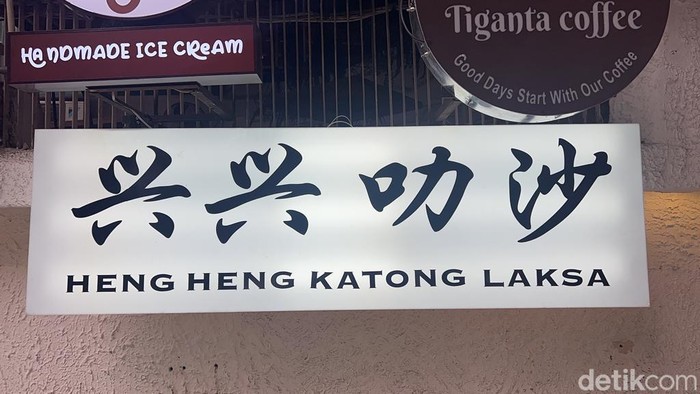 HANDMADE ICE CREAM
Tiganta coffee
Good Days Start With Our Coffee
兴兴叻沙
HENG HENG KATONG LAKSA
detikcom